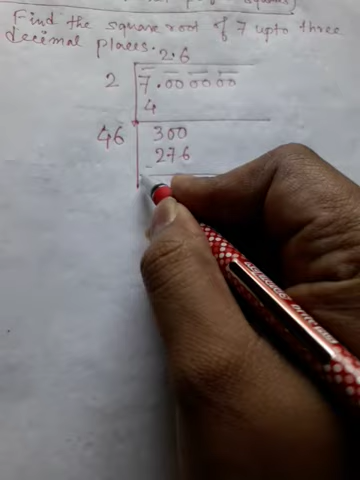 Find the square root of 7 upto three
decimal places.
2.6
2 7.00 00 00
4
46 300
276
-